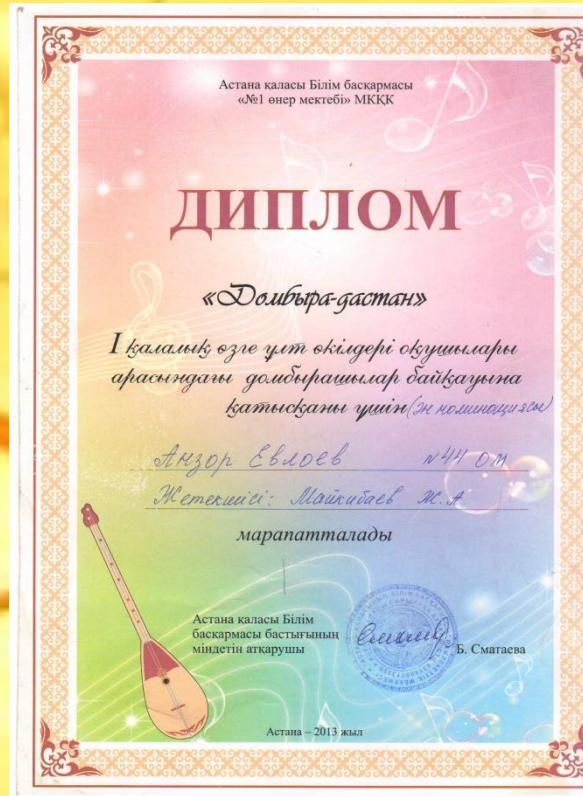 Астана қаласы Білім басқармасы
«№1 өнер мектебі» МКҚК
ДИПЛОМ
«Домбыра-дастан»
I қалалық өзге ұлт өкілдері оқушылары
арасындағы домбырашылар байқауына
қатысқаны үшін (ән номинациясы)
Анзор Евлоев N44 ОМ
Жетекшісі: Майкибаев Ж.А
марапатталады
Астана қаласы Білім
басқармасы бастығының
міндетін атқарушы
Б. Сматаева
Астана – 2013 жыл